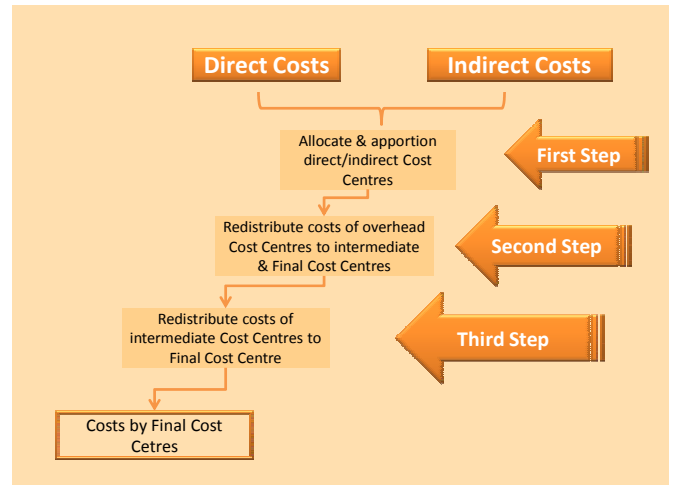 Direct Costs
Indirect Costs
Allocate & apportion
direct/indirect Cost
Centres
First Step
Redistribute costs of overhead
Cost Centres to intermediate
& Final Cost Centres
Second Step
Redistribute costs of
intermediate Cost Centres to
Final Cost Centre
Third Step
Costs by Final Cost
Cetres